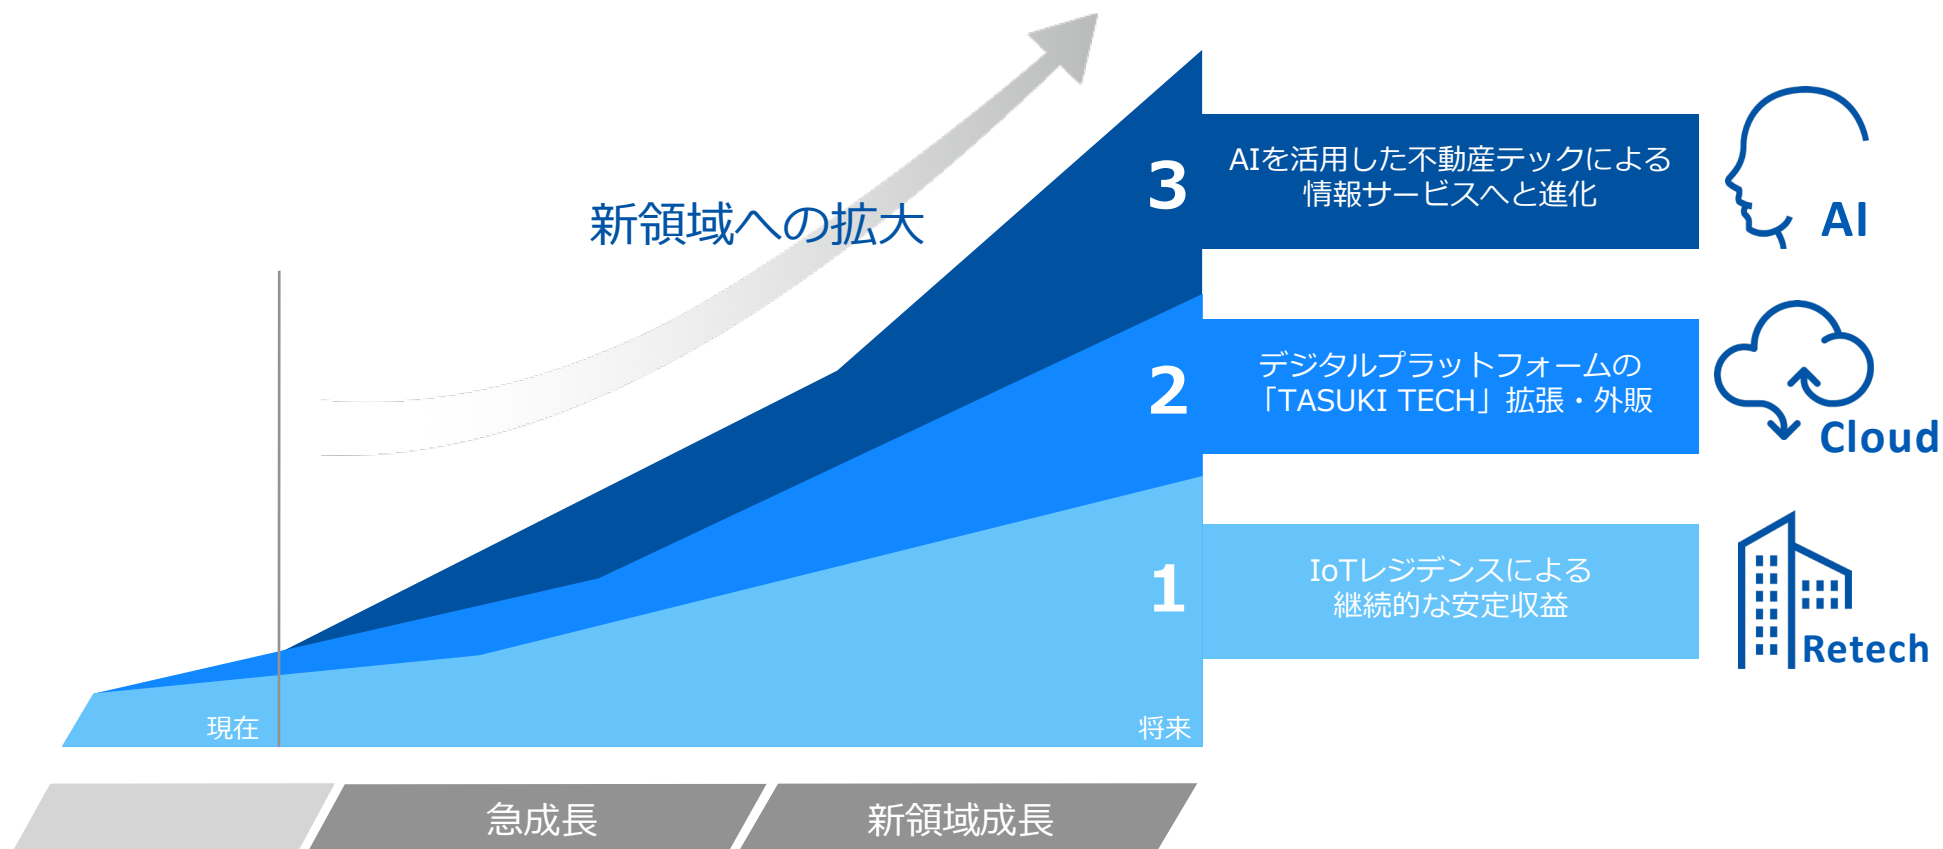 新領域への拡大
3
AIを活用した不動産テックによる
情報サービスへと進化
AI
2
デジタルプラットフォームの
「TASUKI TECH」拡張・外販
Cloud
1
IoTレジデンスによる
継続的な安定収益
Retech
現在
将来
急成長
新領域成長